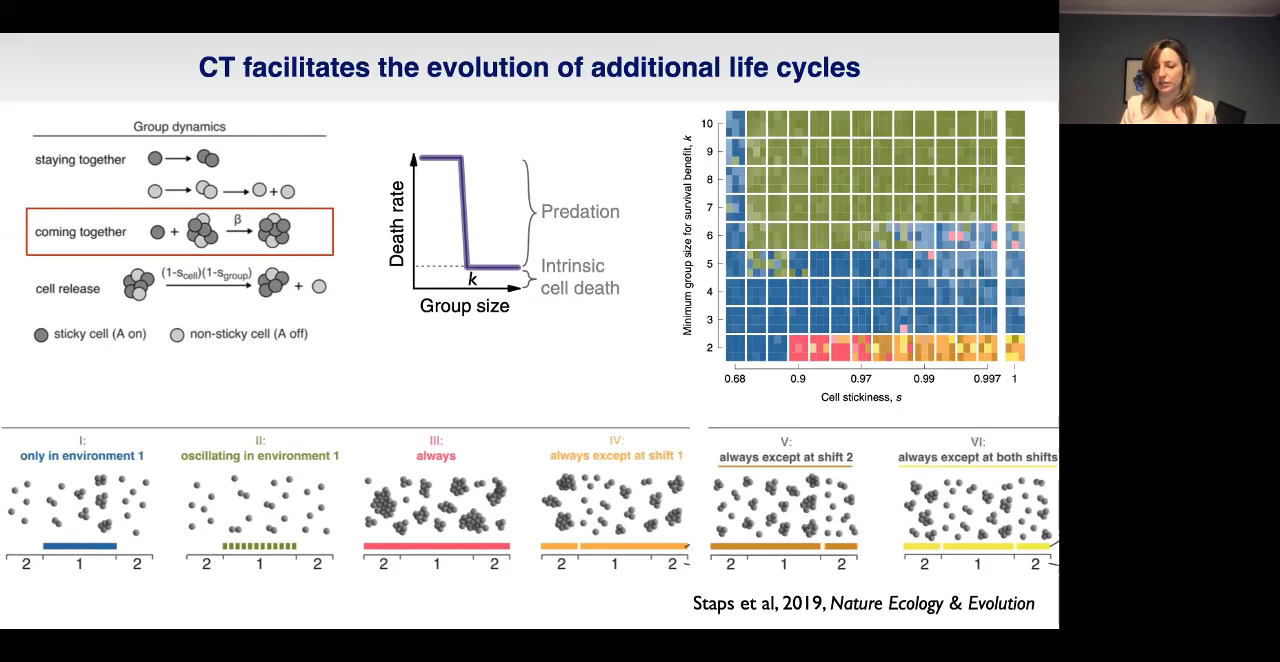 CT facilitates the evolution of additional life cycles
Group dynamics
staying together
+
coming together
+
β
cell release
(1-scell)(1-sgroup)
+
sticky cell (A on)
non-sticky cell (A off)
Death rate
Predation
Intrinsic
cell death
k
Group size
Minimum group size for survival benefit, k
10
9
8
7
6
5
4
3
2
0.68
0.9
0.97
0.99
0.997
1
Cell stickiness, s
I:
only in environment 1
2 1 2
II:
oscillating in environment 1
2 1 2
III:
always
2 1 2
IV:
always except at shift 1
2 1 2
V:
always except at shift 2
2 1 2
VI:
always except at both shifts
2 1 2
Staps et al, 2019, Nature Ecology & Evolution